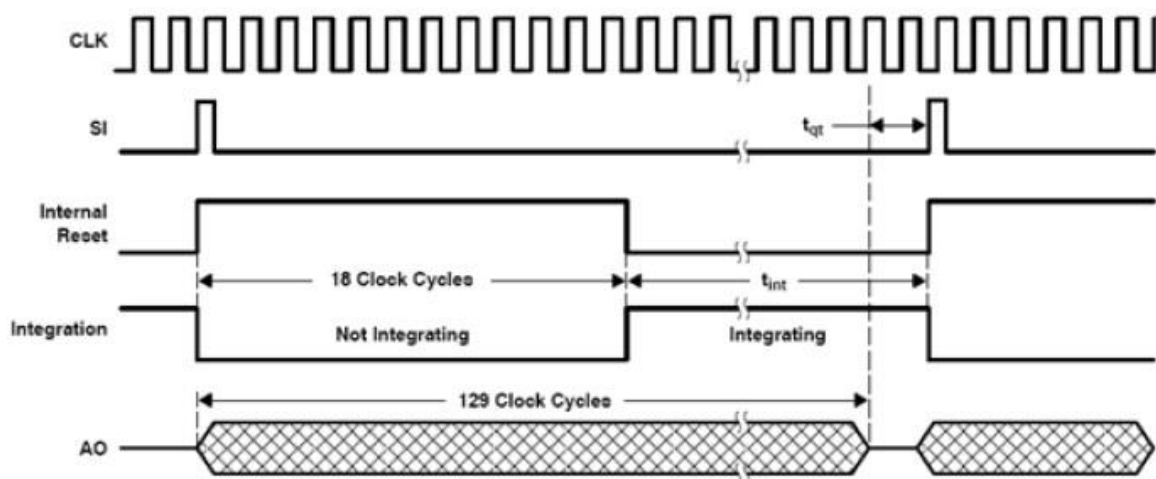 CLK
SI
t_qt
Internal
Reset
18 Clock Cycles
t_int
Integration
Not Integrating
Integrating
129 Clock Cycles
AO